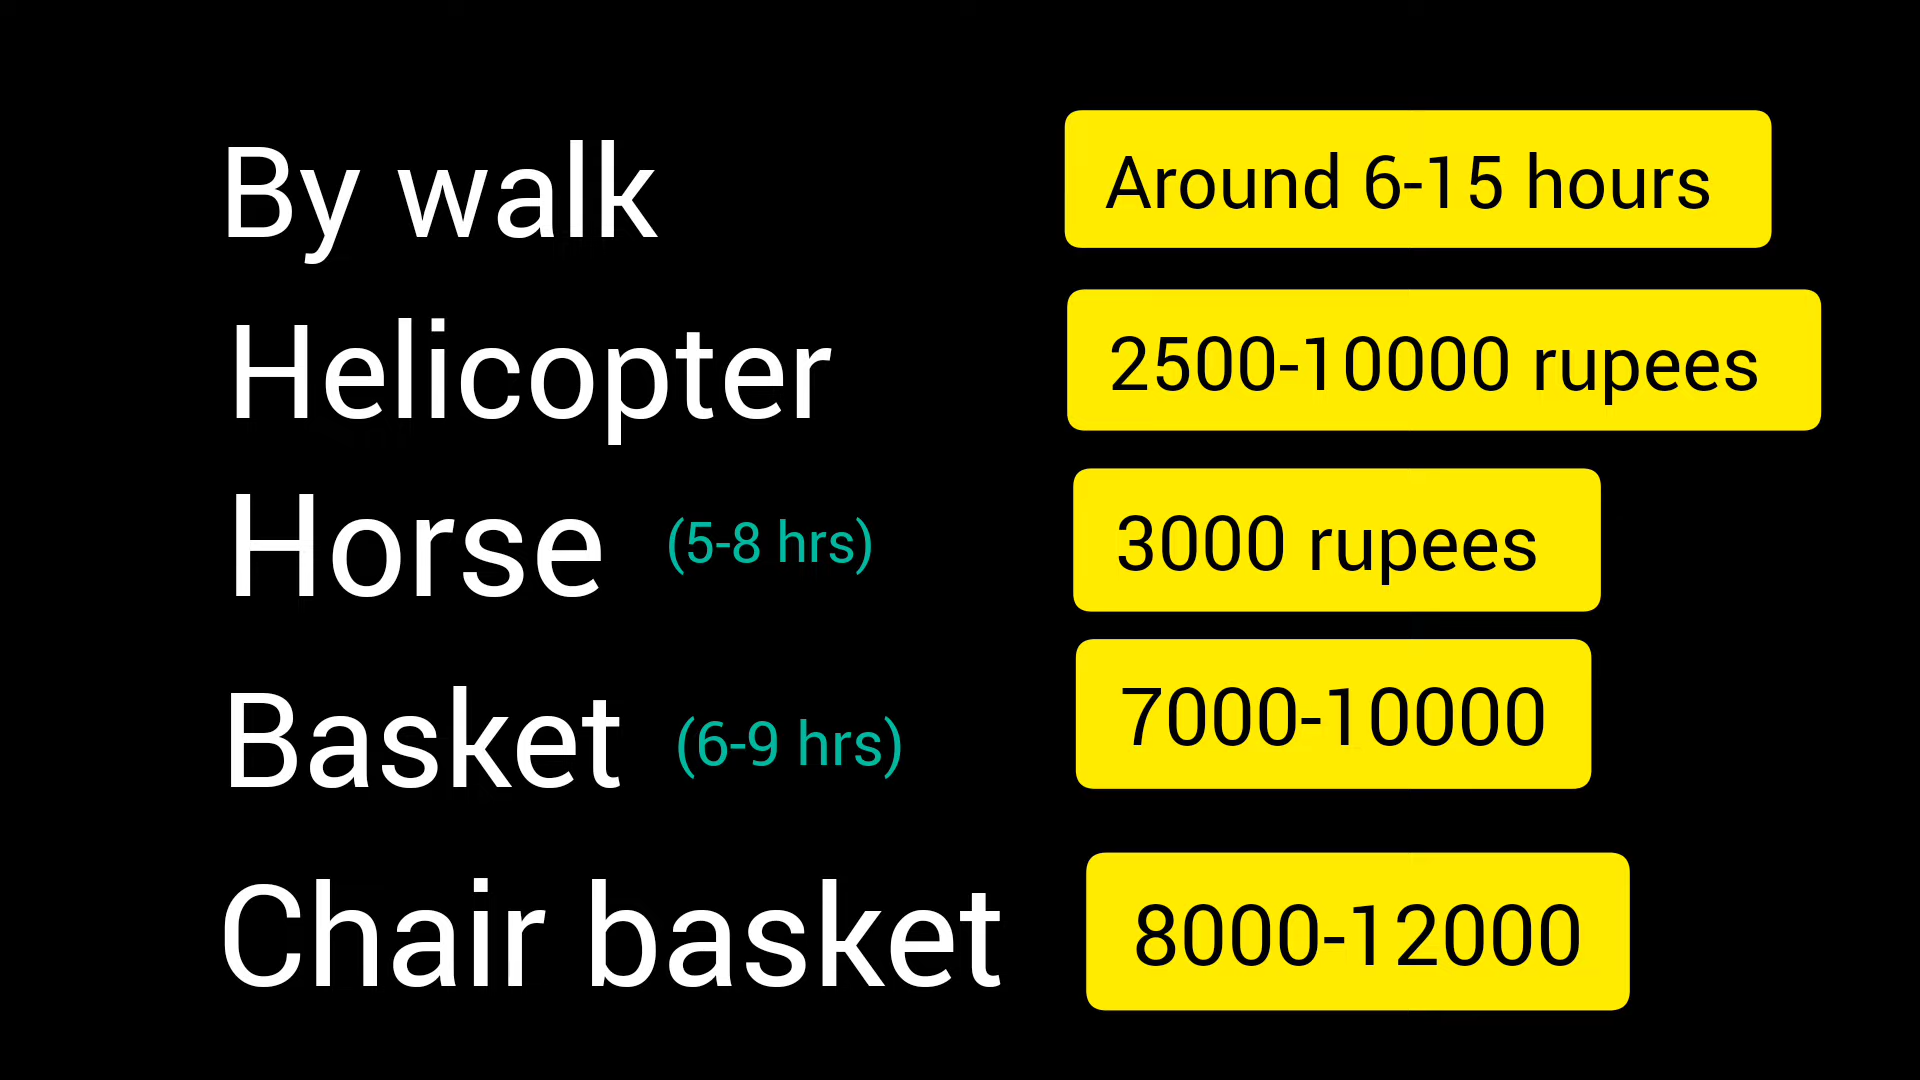 By walk Around 6-15 hours
Helicopter 2500-10000 rupees
Horse (5-8 hrs) 3000 rupees
Basket (6-9 hrs) 7000-10000
Chair basket 8000-12000